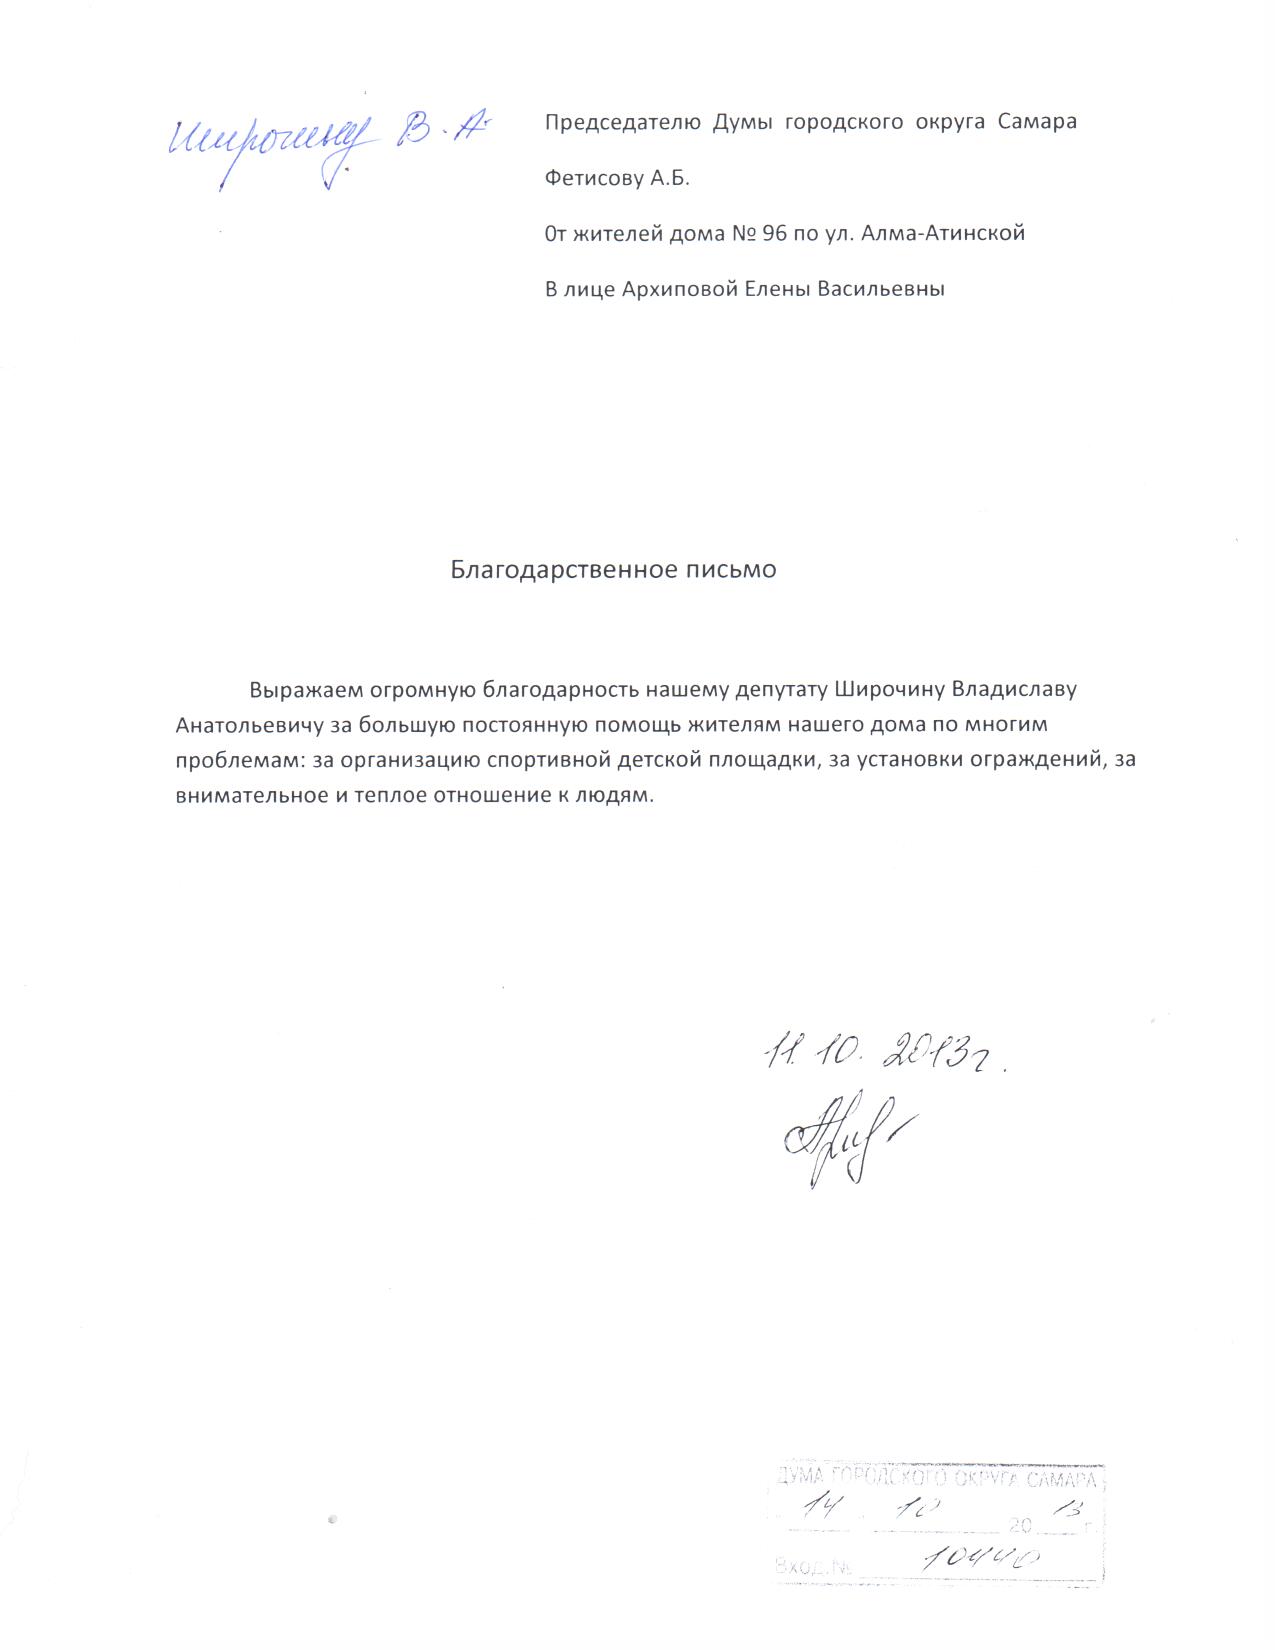 Широчину В.А.
Председателю Думы городского округа Самара
Фетисову А.Б.
От жителей дома № 96 по ул. Алма-Атинской
В лице Архиповой Елены Васильевны
Благодарственное письмо
Выражаем огромную благодарность нашему депутату Широчину Владиславу
Анатольевичу за большую постоянную помощь жителям нашего дома по многим
проблемам: за организацию спортивной детской площадки, за установки ограждений, за
внимательное и теплое отношение к людям.
11.10.2013г.
ДУМА ГОРОДСКОГО ОКРУГА САМАРА
14 10 2013 г.
Вход.№ 10440